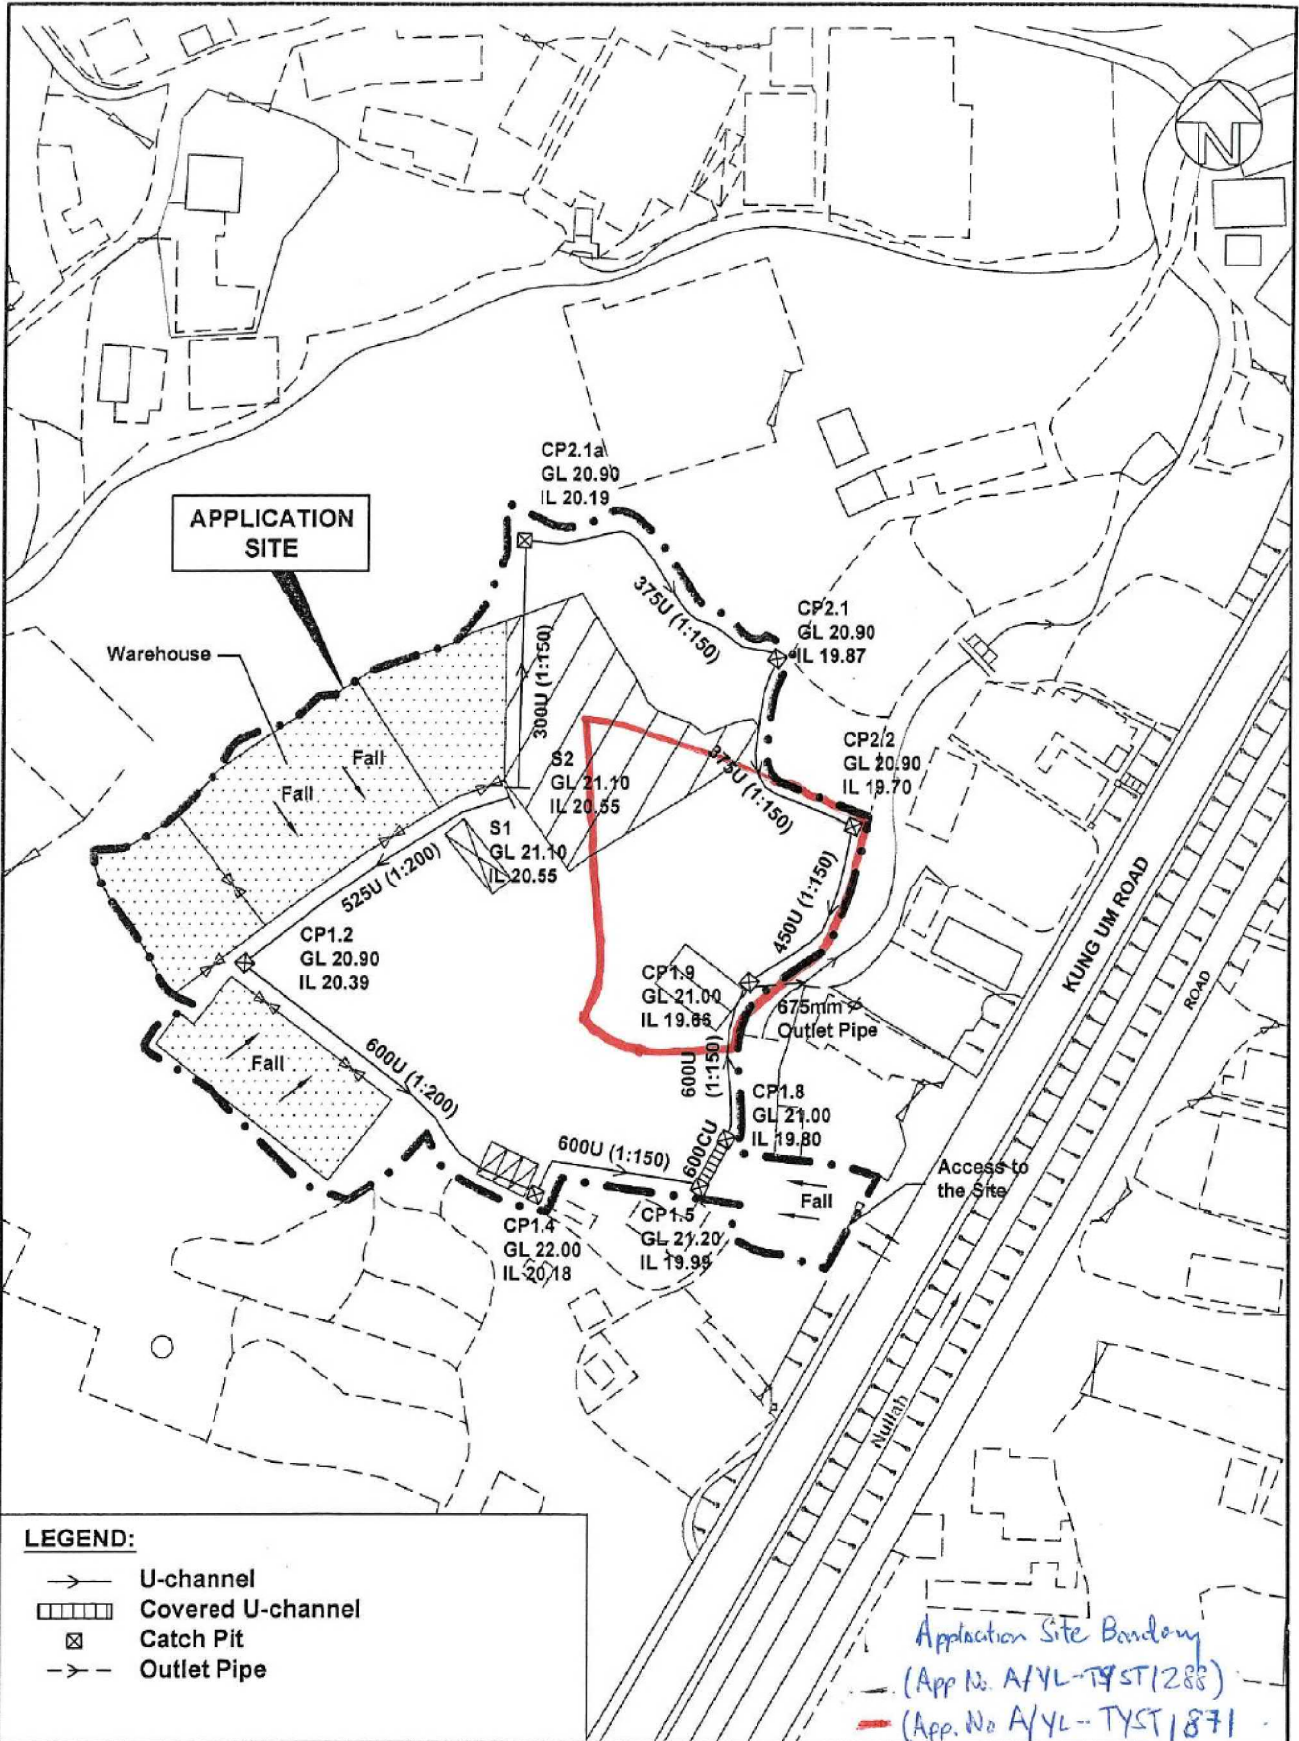 N
CP2.1a
GL 20.90
IL 20.19
APPLICATION
SITE
375U (1:150)
CP2.1
GL 20.90
IL 19.87
Warehouse
300U (1:150)
Fall
Fall
S2
GL 21.10
IL 20.55
375U (1:150)
CP2.2
GL 20.90
IL 19.70
S1
GL 21.10
IL 20.55
525U (1:200)
450U (1:150)
KUNG UM ROAD
ROAD
CP1.2
GL 20.90
IL 20.39
CP1.9
GL 21.00
IL 19.66
675mm Ø
Outlet Pipe
Fall
600U (1:200)
600U
(1:150)
CP1.8
GL 21.00
IL 19.80
600U (1:150)
600CU
Access to
the Site
Fall
CP1.4
GL 22.00
IL 20.18
CP1.5
GL 21.20
IL 19.99
Nullah
LEGEND:
U-channel
Covered U-channel
Catch Pit
Outlet Pipe
Application Site Boundary
(App No. A/YL-TYST/288)
(App. No A/YL-TYST/871